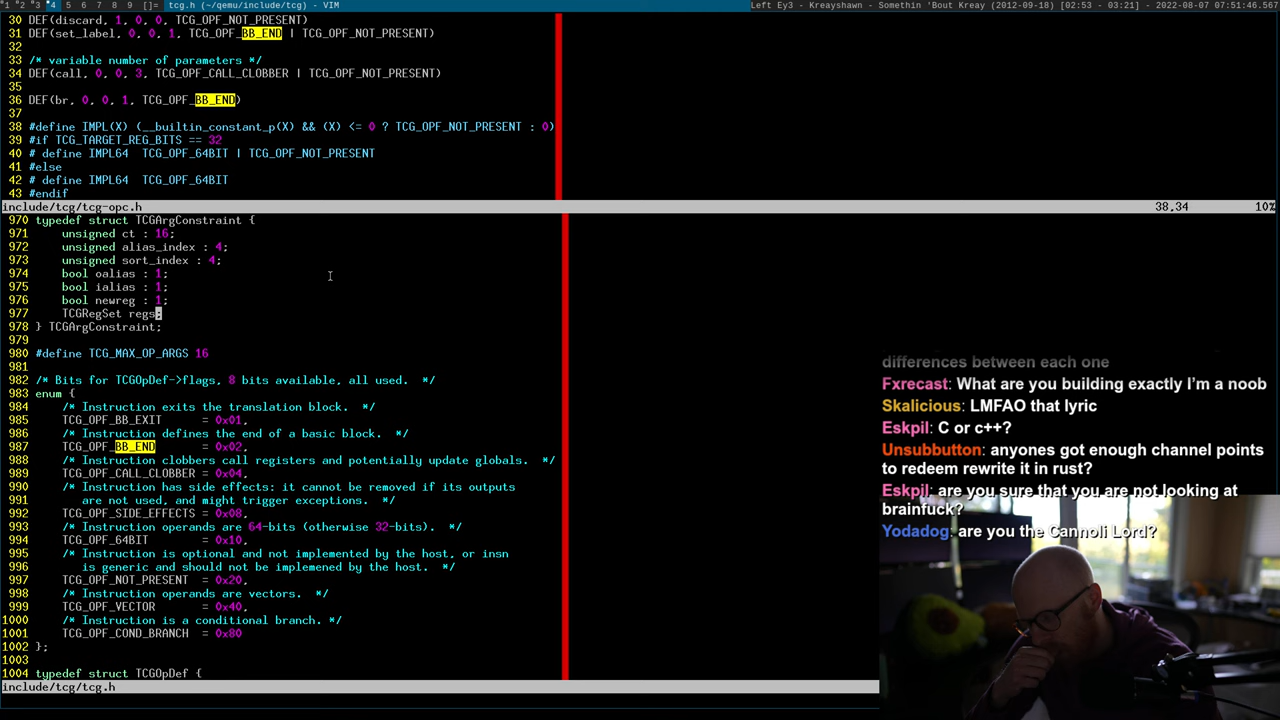 1 2 3 4 5 6 7 8 9 []= tcg.h (~/qemu/include/tcg) - VIM
Left Ey3 - Kreayshawn - Somethin 'Bout Kreay (2012-09-18) [02:53 - 03:21] - 2022-08-07 07:51:46.567
30 DEF(discard, 1, 0, 0, TCG_OPF_NOT_PRESENT)
31 DEF(set_label, 0, 0, 1, TCG_OPF_BB_END | TCG_OPF_NOT_PRESENT)
32
33 /* variable number of parameters */
34 DEF(call, 0, 0, 3, TCG_OPF_CALL_CLOBBER | TCG_OPF_NOT_PRESENT)
35
36 DEF(br, 0, 0, 1, TCG_OPF_BB_END)
37
38 #define IMPL(X) (__builtin_constant_p(X) && (X) <= 0 ? TCG_OPF_NOT_PRESENT : 0)
39 #if TCG_TARGET_REG_BITS == 32
40 # define IMPL64  TCG_OPF_64BIT | TCG_OPF_NOT_PRESENT
41 #else
42 # define IMPL64  TCG_OPF_64BIT
43 #endif
include/tcg/tcg-opc.h 38,34 10%
970 typedef struct TCGArgConstraint {
971     unsigned ct : 16;
972     unsigned alias_index : 4;
973     unsigned sort_index : 4;
974     bool oalias : 1;
975     bool ialias : 1;
976     bool newreg : 1;
977     TCGRegSet regs;
978 } TCGArgConstraint;
979
980 #define TCG_MAX_OP_ARGS 16
981
982 /* Bits for TCGOpDef->flags, 8 bits available, all used.  */
983 enum {
984     /* Instruction exits the translation block.  */
985     TCG_OPF_BB_EXIT      = 0x01,
986     /* Instruction defines the end of a basic block.  */
987     TCG_OPF_BB_END       = 0x02,
988     /* Instruction clobbers call registers and potentially update globals.  */
989     TCG_OPF_CALL_CLOBBER = 0x04,
990     /* Instruction has side effects: it cannot be removed if its outputs
991        are not used, and might trigger exceptions.  */
992     TCG_OPF_SIDE_EFFECTS = 0x08,
993     /* Instruction operands are 64-bits (otherwise 32-bits).  */
994     TCG_OPF_64BIT        = 0x10,
995     /* Instruction is optional and not implemented by the host, or insn
996        is generic and should not be implemened by the host.  */
997     TCG_OPF_NOT_PRESENT  = 0x20,
998     /* Instruction operands are vectors.  */
999     TCG_OPF_VECTOR       = 0x40,
1000     /* Instruction is a conditional branch. */
1001     TCG_OPF_COND_BRANCH  = 0x80
1002 };
1003
1004 typedef struct TCGOpDef {
include/tcg/tcg.h
differences between each one
Fxrecast: What are you building exactly I'm a noob
Skalicious: LMFAO that lyric
Eskpil: C or c++?
Unsubbutton: anyones got enough channel points
to redeem rewrite it in rust?
Eskpil: are you sure that you are not looking at
brainfuck?
Yodadog: are you the Cannoli Lord?